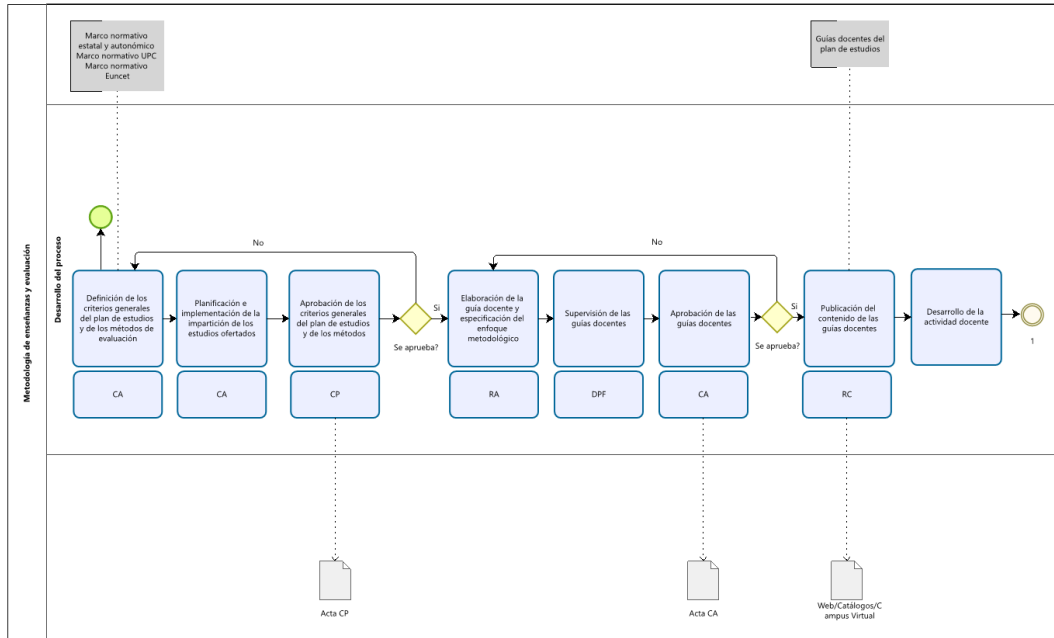 Marco normativo
estatal y autonómico
Marco normativo UPC
Marco normativo
Euncet
Guías docentes del
plan de estudios
Metodología de enseñanzas y evaluación
Desarrollo del proceso
No
No
Definición de los
criterios generales
del plan de estudios
y de los métodos de
evaluación
Planificación e
implementación de la
impartición de los
estudios ofertados
Aprobación de los
criterios generales
del plan de estudios
y de los métodos
Si
Se aprueba?
Elaboración de la
guía docente y
especificación del
enfoque
metodológico
Supervisión de las
guías docentes
Aprobación de las
guías docentes
Si
Se aprueba?
Publicación del
contenido de las
guías docentes
Desarrollo de la
actividad docente
1
CA
CA
CP
RA
DPF
CA
RC
Acta CP
Acta CA
Web/Catálogos/C
ampus Virtual